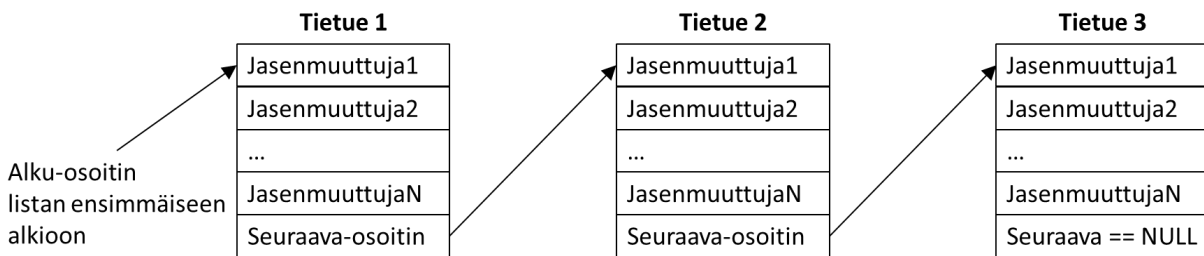 Tietue 1
Jasenmuuttuja1
Jasenmuuttuja2
...
JasenmuuttujaN
Seuraava-osoitin
Alku-osoitin
listan ensimmäiseen
alkioon
Tietue 2
Jasenmuuttuja1
Jasenmuuttuja2
...
JasenmuuttujaN
Seuraava-osoitin
Tietue 3
Jasenmuuttuja1
Jasenmuuttuja2
...
JasenmuuttujaN
Seuraava == NULL